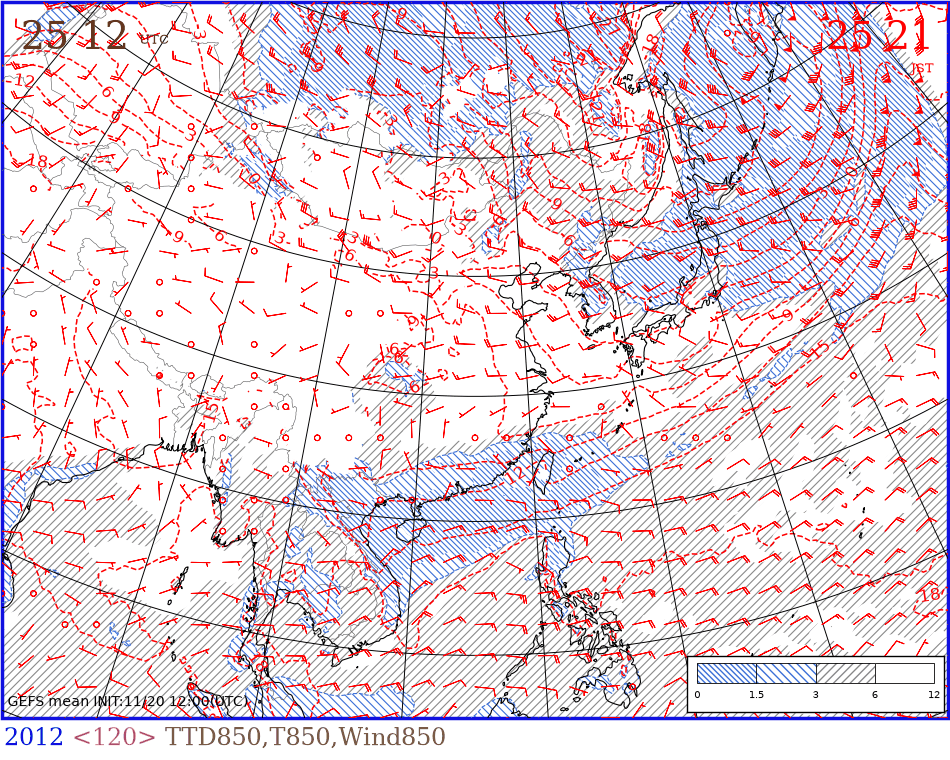 25 12 UTC
25 21
JST
GEFS mean INIT:11/20 12:00(UTC)
0 1.5 3 6 12
2012 <120> TTD850,T850,Wind850